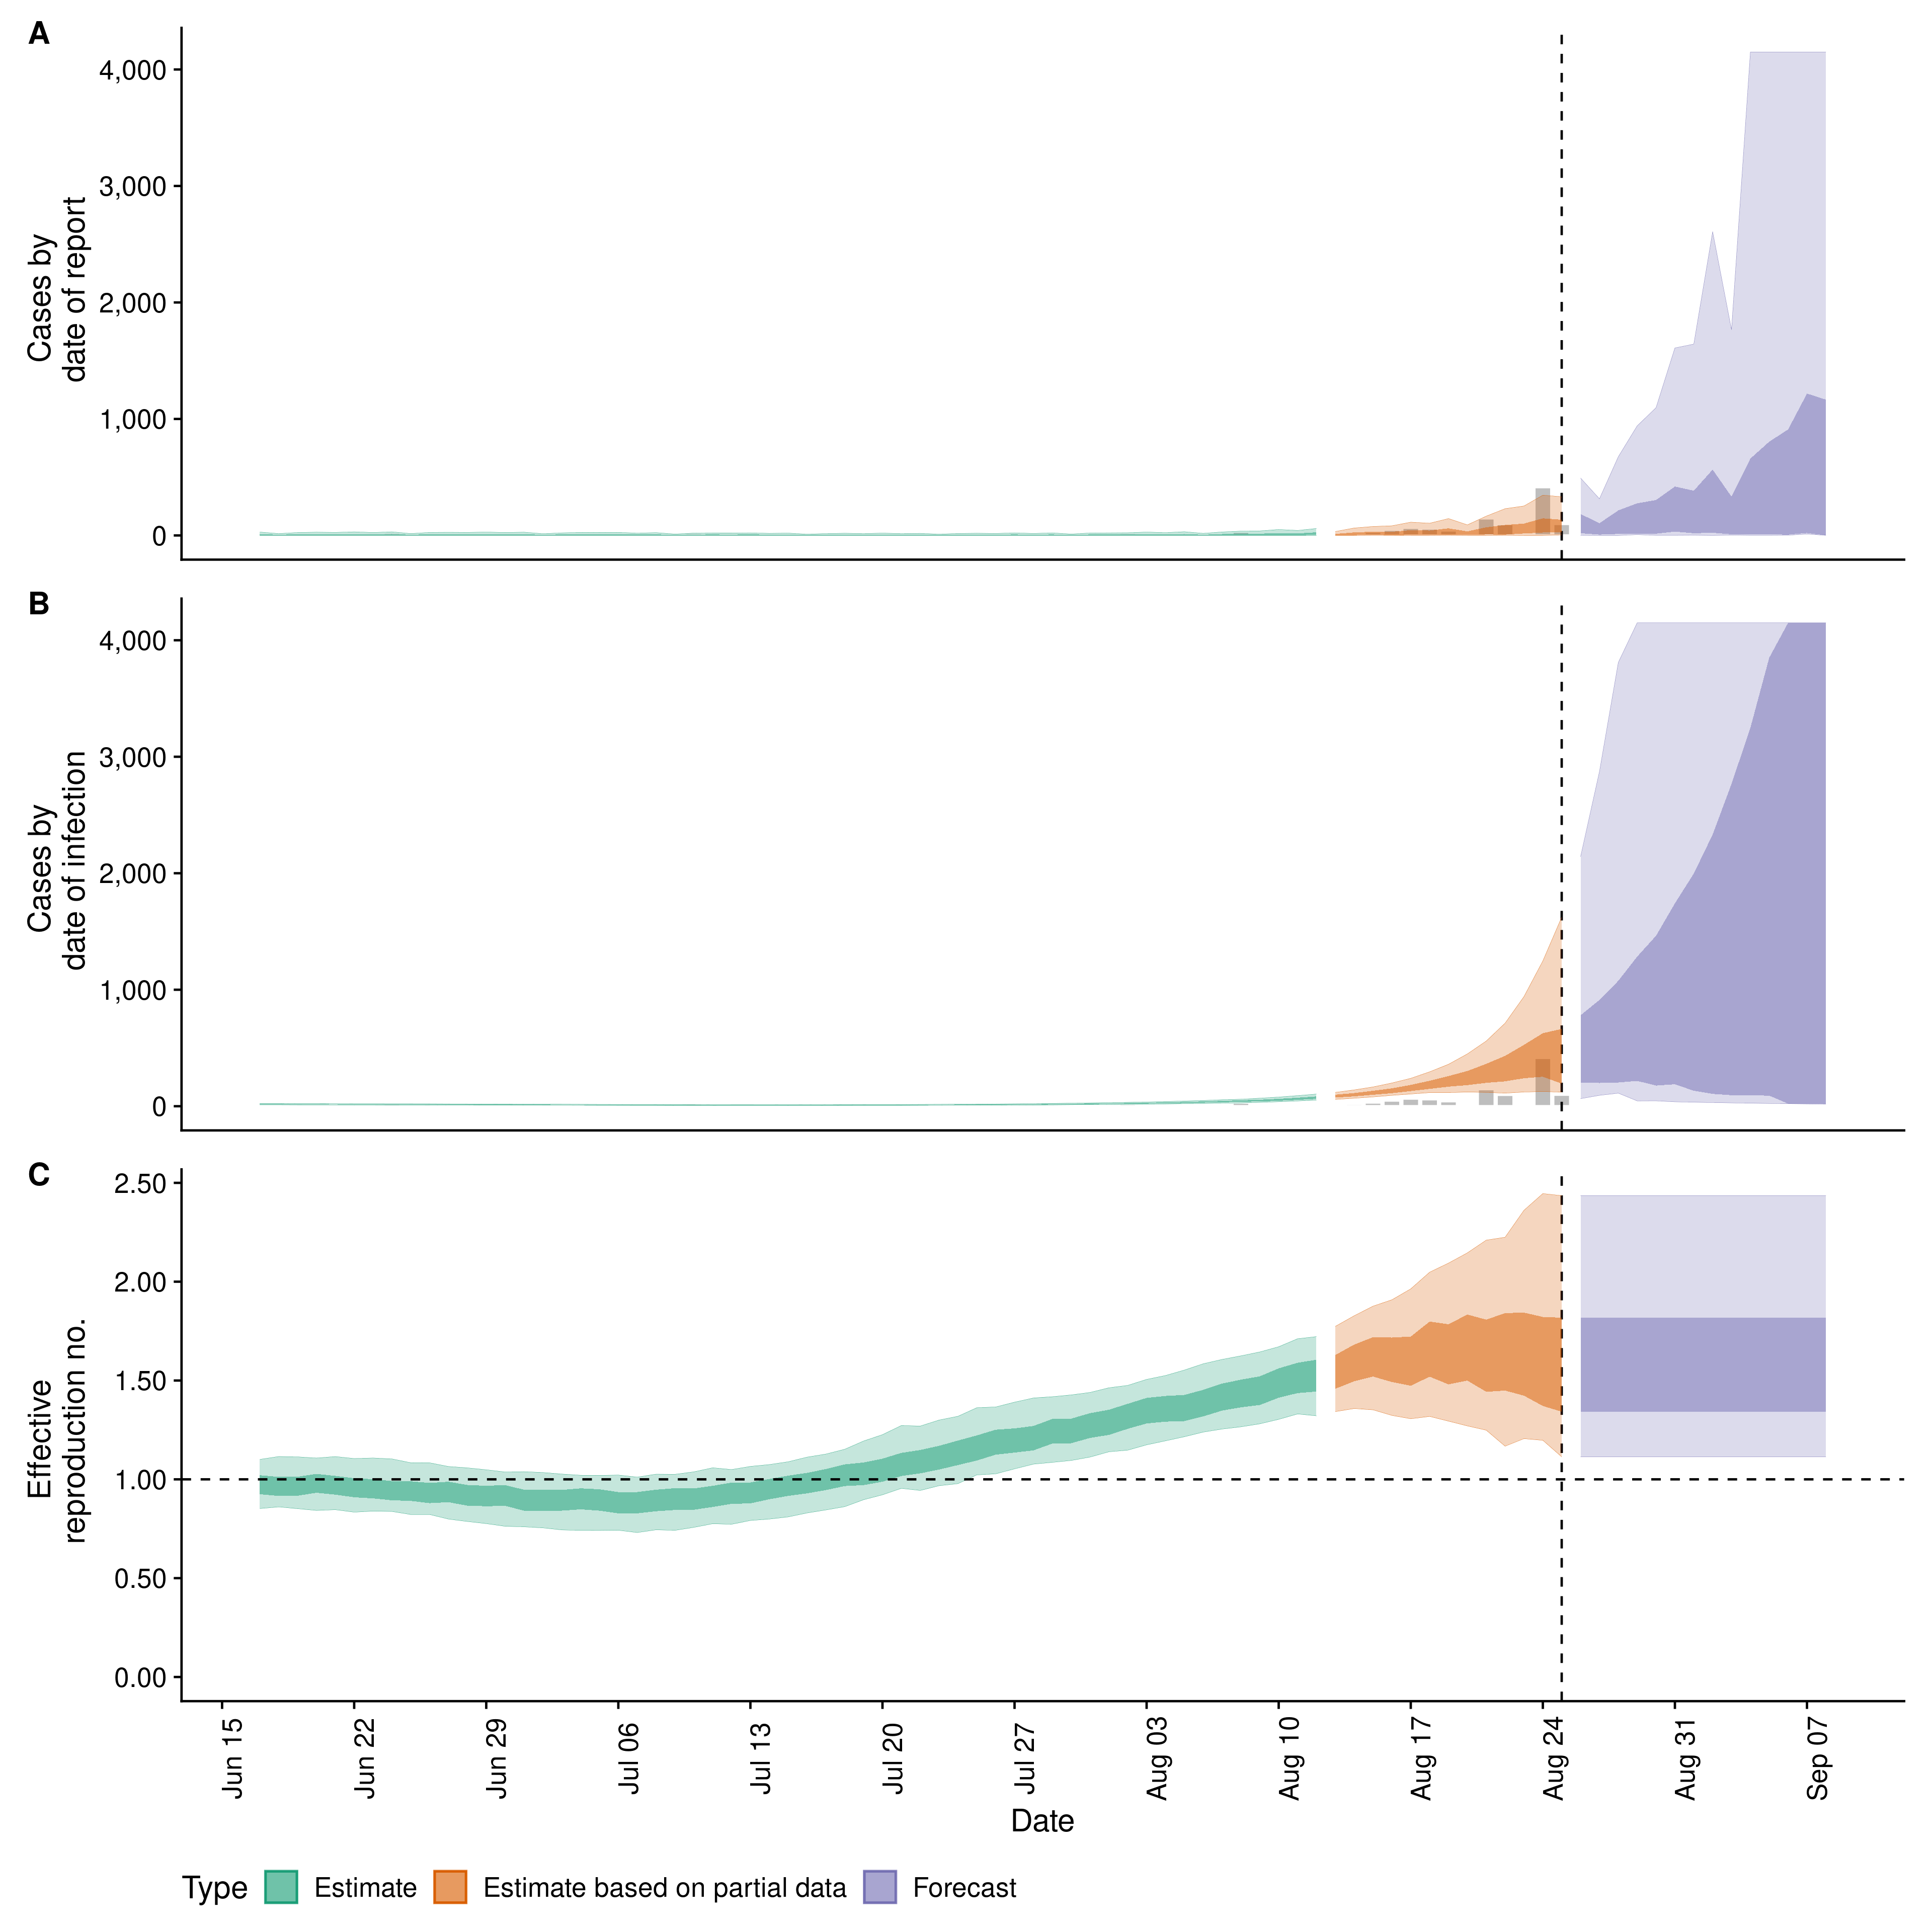 A
4,000
3,000
2,000
1,000
0
Cases by
date of report
B
4,000
3,000
2,000
1,000
0
Cases by
date of infection
C
2.50
2.00
1.50
1.00
0.50
0.00
Effective
reproduction no.
Jun 15
Jun 22
Jun 29
Jul 06
Jul 13
Jul 20
Jul 27
Aug 03
Aug 10
Aug 17
Aug 24
Aug 31
Sep 07
Date
Type Estimate Estimate based on partial data Forecast